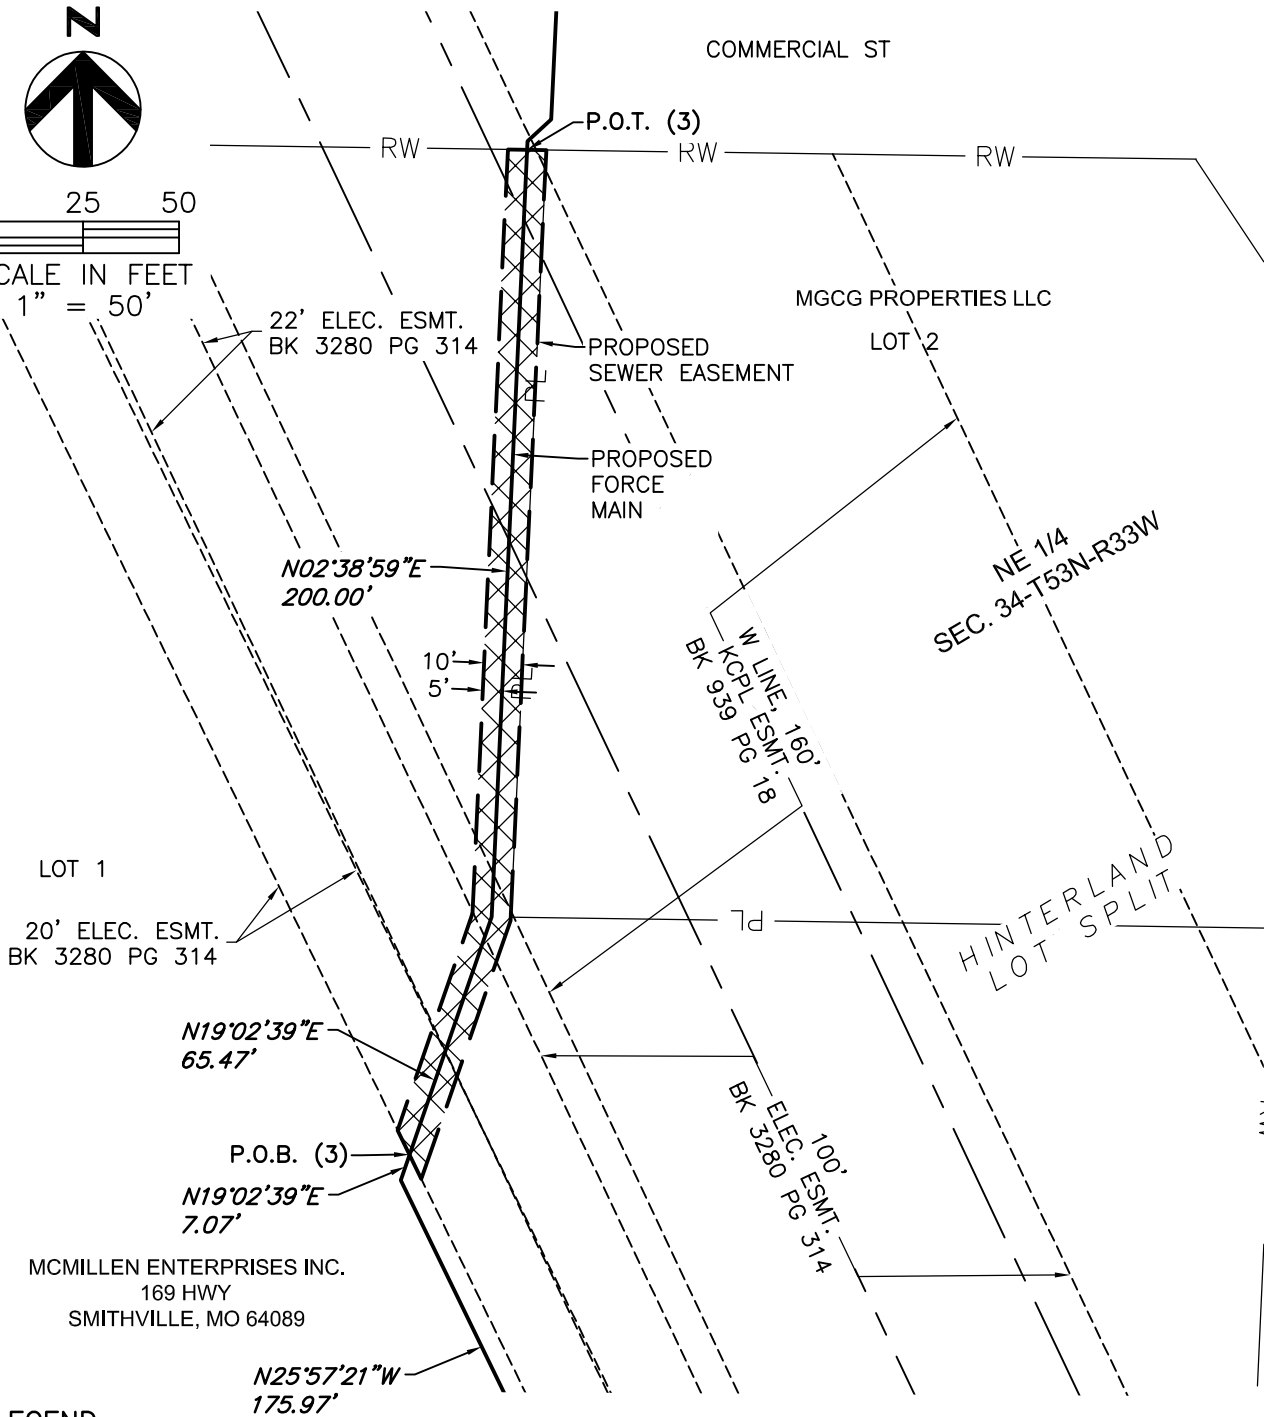 N
COMMERCIAL ST
P.O.T. (3)
RW
RW
RW
25 50
SCALE IN FEET
1" = 50'
MGCG PROPERTIES LLC
LOT 2
22' ELEC. ESMT.
BK 3280 PG 314
PROPOSED
SEWER EASEMENT
PL
PROPOSED
FORCE
MAIN
NE 1/4
SEC. 34-T53N-R33W
N02°38'59"E
200.00'
W LINE, 160'
KCPL ESMT.
BK 939 PG 18
10'
5'
PL
LOT 1
20' ELEC. ESMT.
BK 3280 PG 314
PL
HINTERLAND
LOT SPLIT
N19°02'39"E
65.47'
100'
ELEC. ESMT.
BK 3280 PG 314
P.O.B. (3)
N19°02'39"E
7.07'
MCMILLEN ENTERPRISES INC.
169 HWY
SMITHVILLE, MO 64089
N25°57'21"W
175.97'